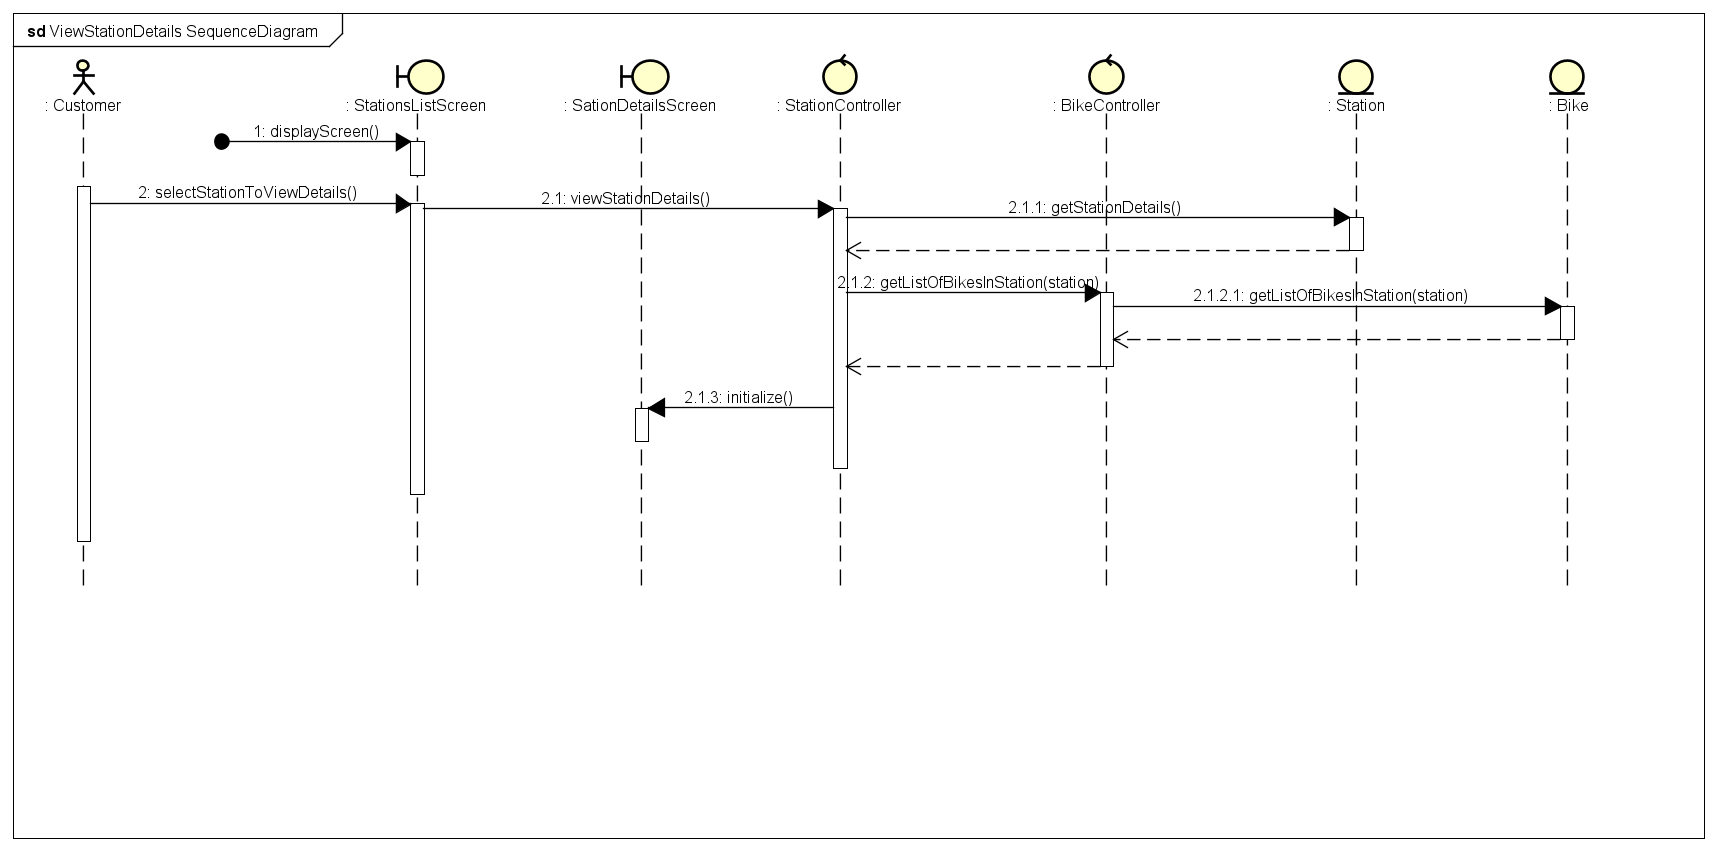 sd ViewStationDetails SequenceDiagram
: Customer
: StationsListScreen
: SationDetailsScreen
: StationController
: BikeController
: Station
: Bike
1: displayScreen()
2: selectStationToViewDetails()
2.1: viewStationDetails()
2.1.1: getStationDetails()
2.1.2: getListOfBikesInStation(station)
2.1.2.1: getListOfBikesInStation(station)
2.1.3: initialize()